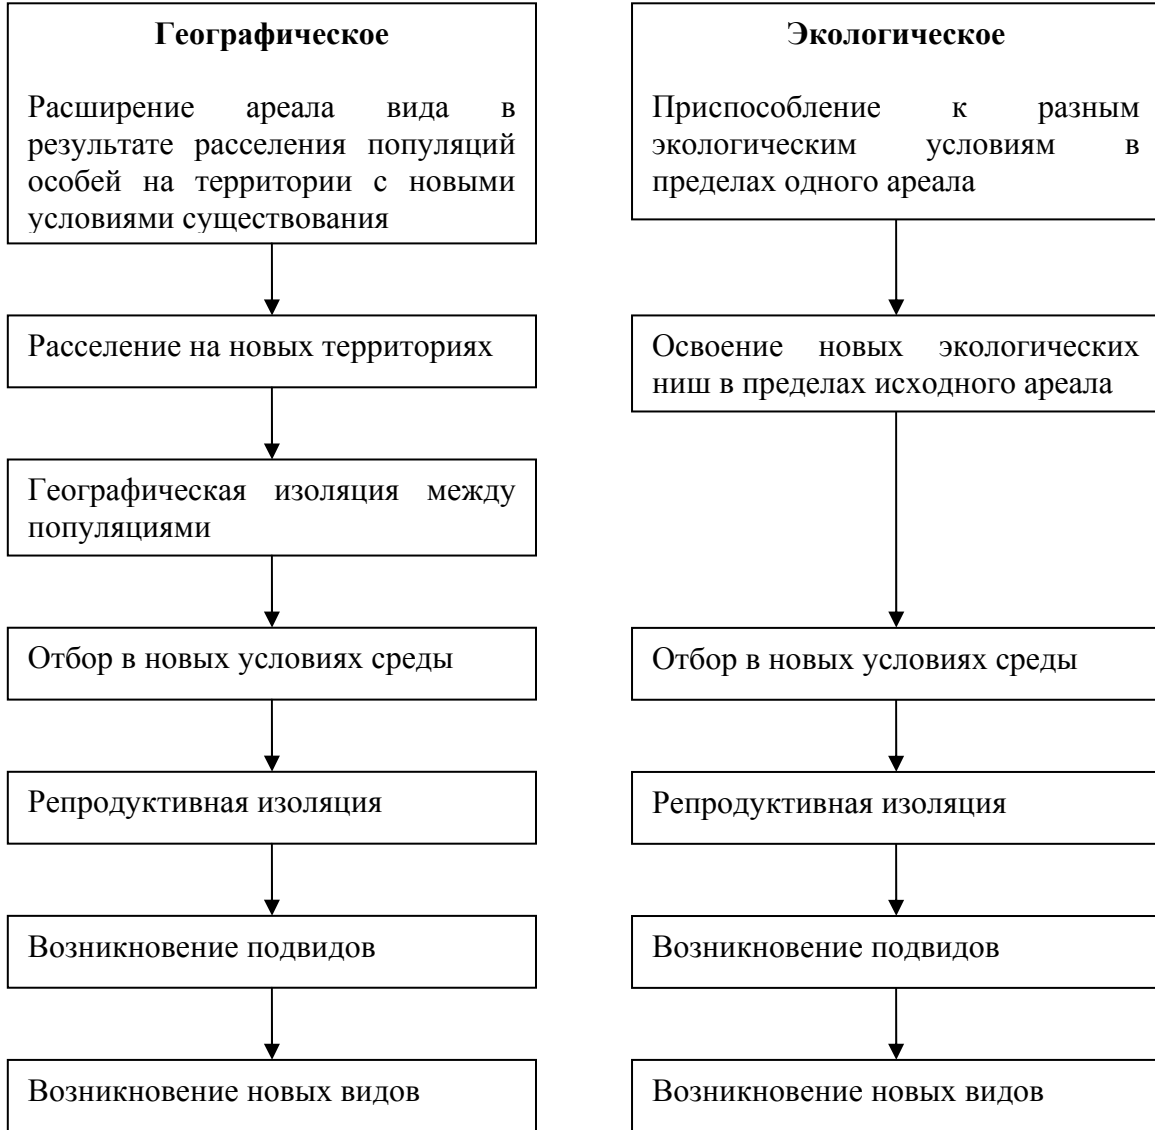 Географическое
Расширение ареала вида в
результате расселения популяций
особей на территории с новыми
условиями существования
Расселение на новых территориях
Географическая изоляция между
популяциями
Отбор в новых условиях среды
Репродуктивная изоляция
Возникновение подвидов
Возникновение новых видов
Экологическое
Приспособление к разным
экологическим условиям в
пределах одного ареала
Освоение новых экологических
ниш в пределах исходного ареала
Отбор в новых условиях среды
Репродуктивная изоляция
Возникновение подвидов
Возникновение новых видов